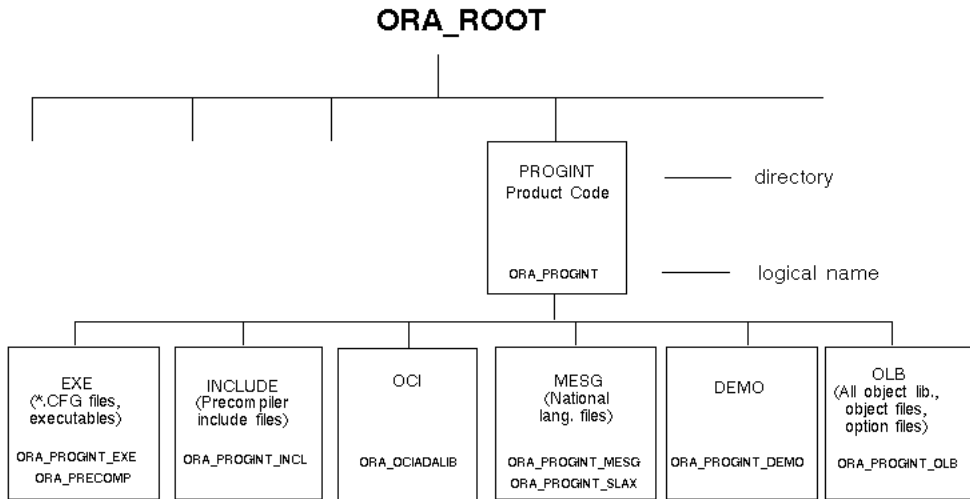 ORA_ROOT
PROGINT
Product Code
directory
ORA_PROGINT
logical name
EXE
(*.CFG files,
executables)
ORA_PROGINT_EXE
ORA_PRECOMP
INCLUDE
(Precompiler
include files)
ORA_PROGINT_INCL
OCI
ORA_OCIADALIB
MESG
(National
lang. files)
ORA_PROGINT_MESG
ORA_PROGINT_SLAX
DEMO
ORA_PROGINT_DEMO
OLB
(All object lib.,
object files,
option files)
ORA_PROGINT_OLB